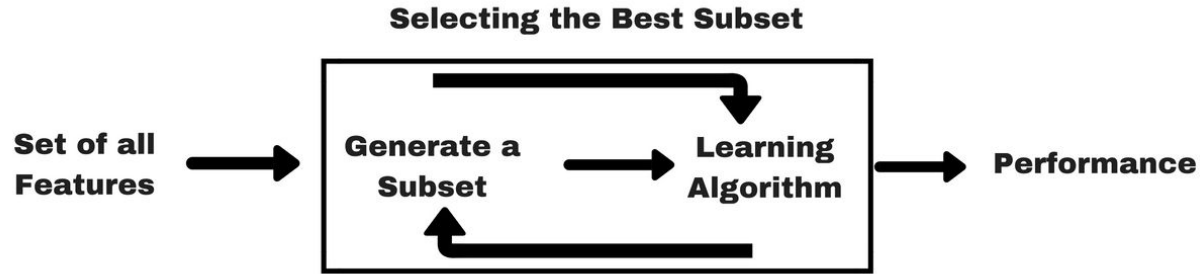 Selecting the Best Subset
Set of all
Features
Generate a
Subset
Learning
Algorithm
Performance